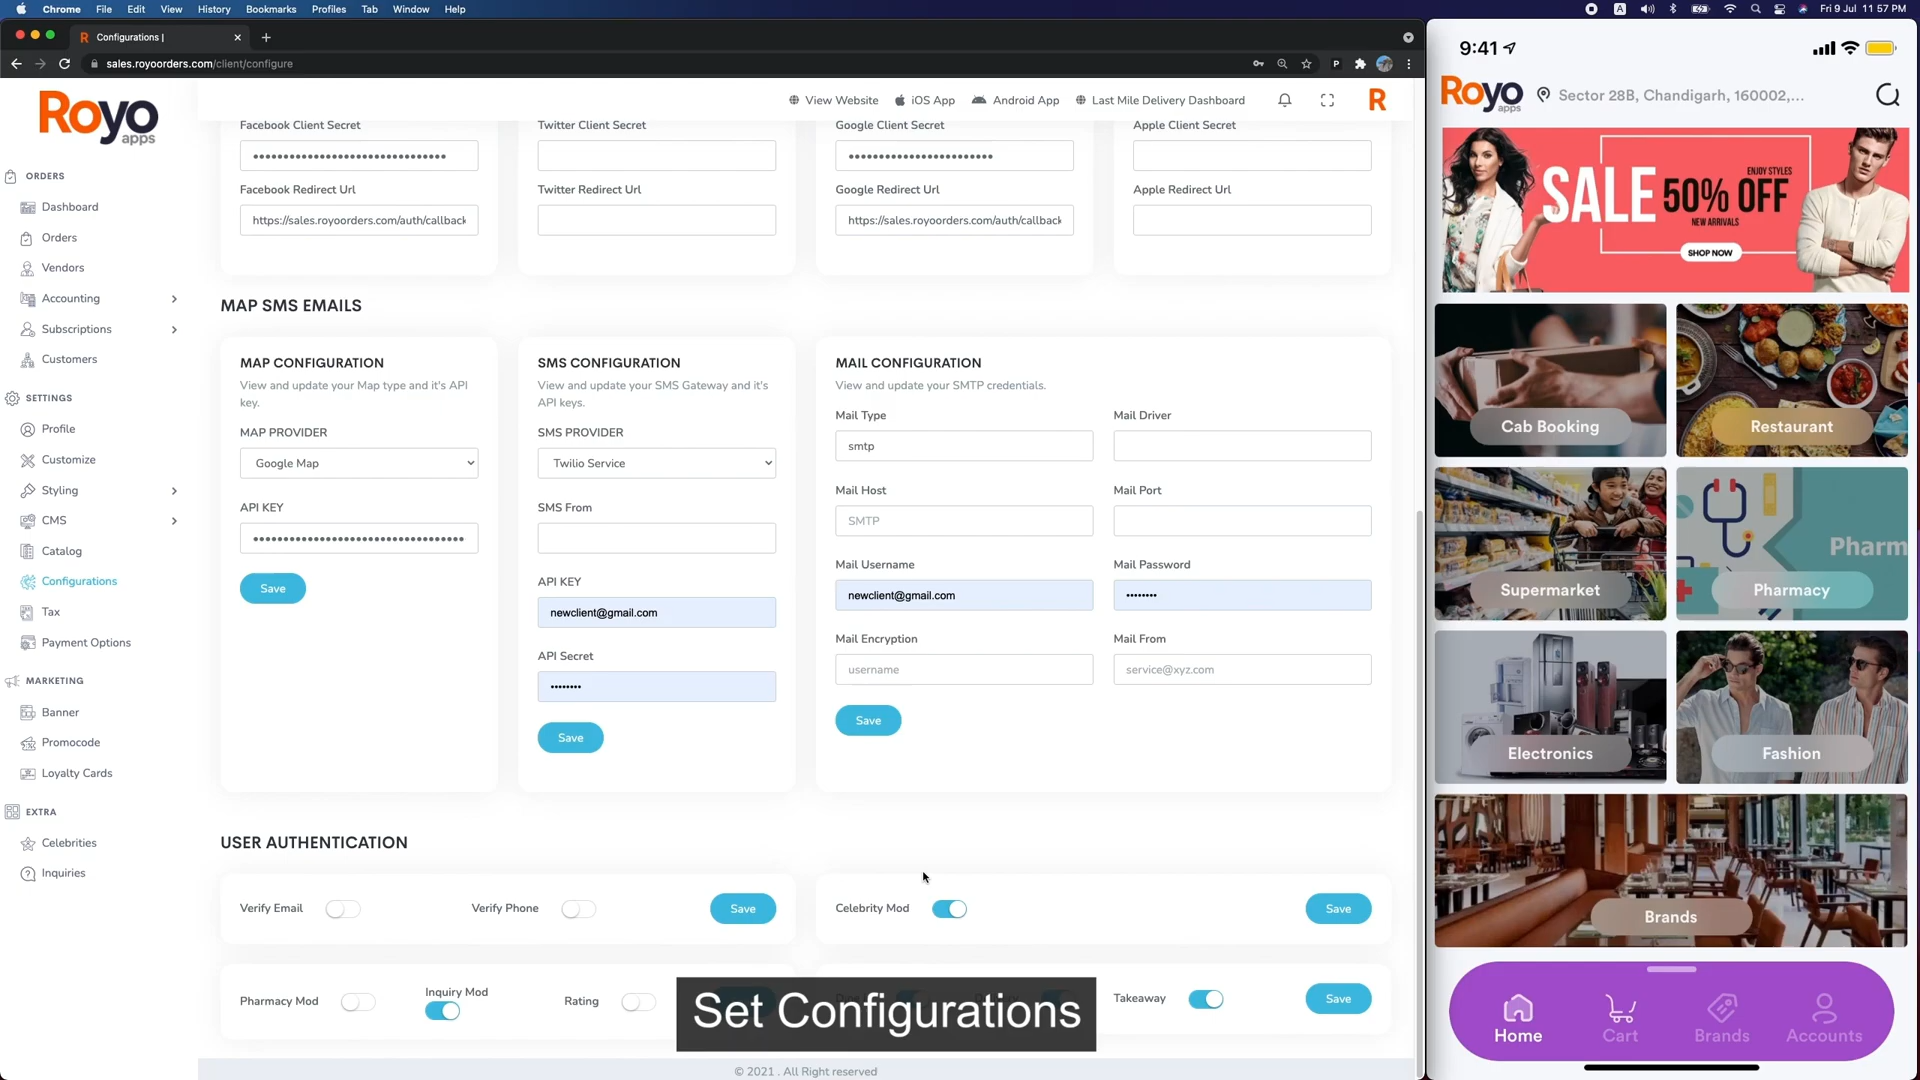 Chrome File Edit View History Bookmarks Profiles Tab Window Help
A
Fri 9 Jul 11:57 PM
R Configurations |
sales.royoorders.com/client/configure
P
Royo
apps
View Website
iOS App
Android App
Last Mile Delivery Dashboard
R
ORDERS
Dashboard
Orders
Vendors
Accounting
Subscriptions
Customers
SETTINGS
Profile
Customize
Styling
CMS
Catalog
Configurations
Tax
Payment Options
MARKETING
Banner
Promocode
Loyalty Cards
EXTRA
Celebrities
Inquiries
Facebook Client Secret
Facebook Redirect Url
https://sales.royoorders.com/auth/callback
Twitter Client Secret
Twitter Redirect Url
Google Client Secret
Google Redirect Url
https://sales.royoorders.com/auth/callback
Apple Client Secret
Apple Redirect Url
MAP SMS EMAILS
MAP CONFIGURATION
View and update your Map type and it's API
key.
MAP PROVIDER
Google Map
API KEY
Save
SMS CONFIGURATION
View and update your SMS Gateway and it's
API keys.
SMS PROVIDER
Twilio Service
SMS From
API KEY
newclient@gmail.com
API Secret
Save
MAIL CONFIGURATION
View and update your SMTP credentials.
Mail Type
smtp
Mail Driver
Mail Host
SMTP
Mail Port
Mail Username
newclient@gmail.com
Mail Password
Mail Encryption
username
Mail From
service@xyz.com
Save
USER AUTHENTICATION
Verify Email
Verify Phone
Save
Celebrity Mod
Save
Pharmacy Mod
Inquiry Mod
Rating
Takeaway
Save
Set Configurations
© 2021 . All Right reserved
9:41
Royo
apps
Sector 28B, Chandigarh, 160002,...
SALE 50% OFF
ENJOY STYLES
NEW ARRIVALS
SHOP NOW
Cab Booking
Restaurant
Supermarket
Pharm
Pharmacy
Electronics
Fashion
Brands
Home
Cart
Brands
Accounts